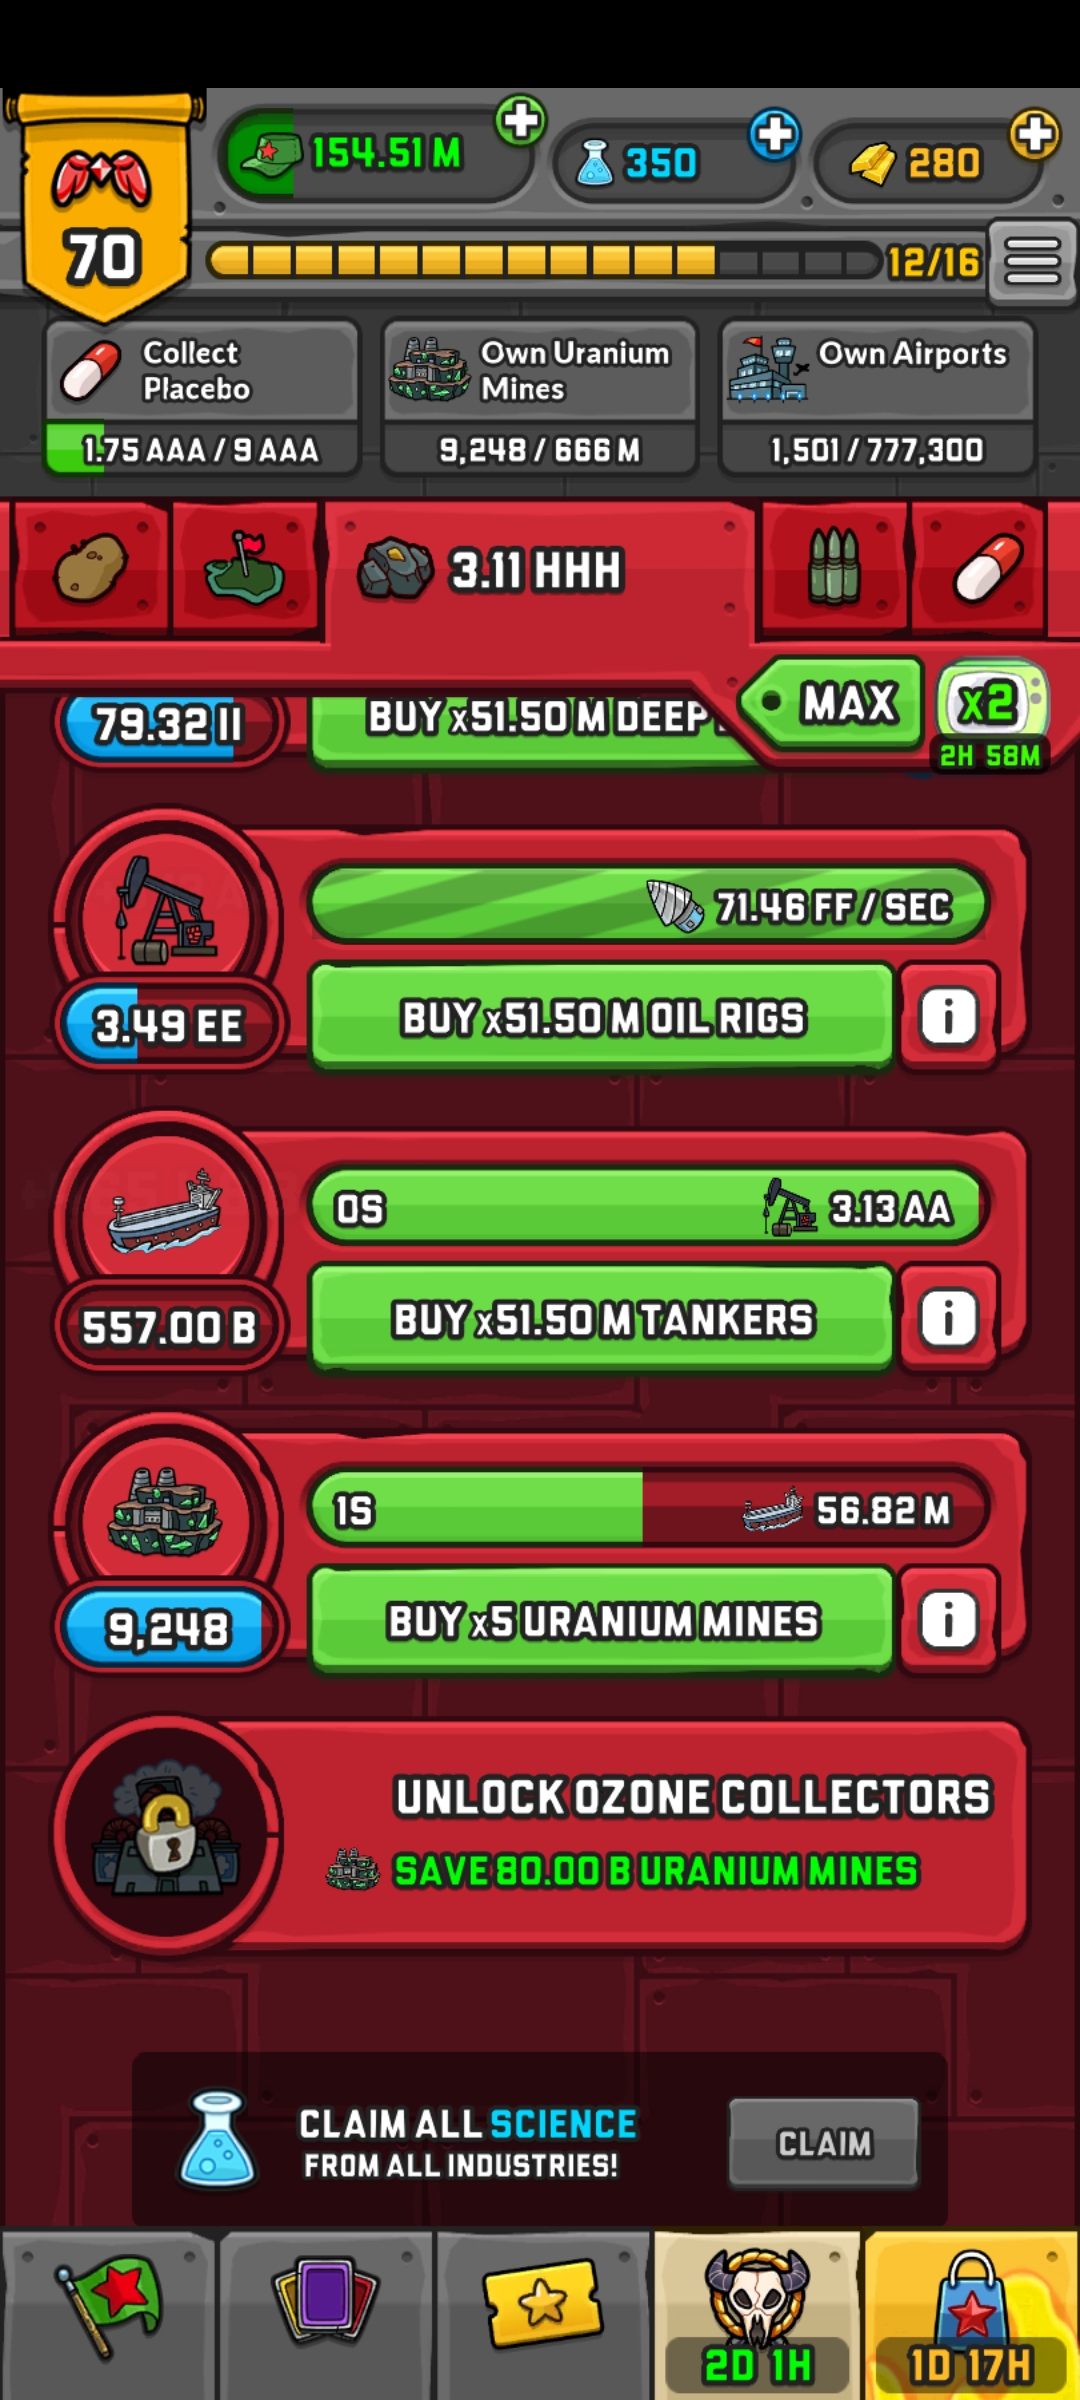 154.51 M
350
280
70
12/16
Collect
Placebo
1.75 AAA / 9 AAA
Own Uranium
Mines
9,248 / 666 M
Own Airports
1,501 / 777,300
3.11 HHH
MAX
x2
2H 58M
79.32 II
BUY x51.50 M DEEP
71.46 FF / SEC
3.49 EE
BUY x51.50 M OIL RIGS
i
0S
3.13 AA
557.00 B
BUY x51.50 M TANKERS
i
1S
56.82 M
9,248
BUY x5 URANIUM MINES
i
UNLOCK OZONE COLLECTORS
SAVE 80.00 B URANIUM MINES
CLAIM ALL SCIENCE
FROM ALL INDUSTRIES!
CLAIM
2D 1H
1D 17H